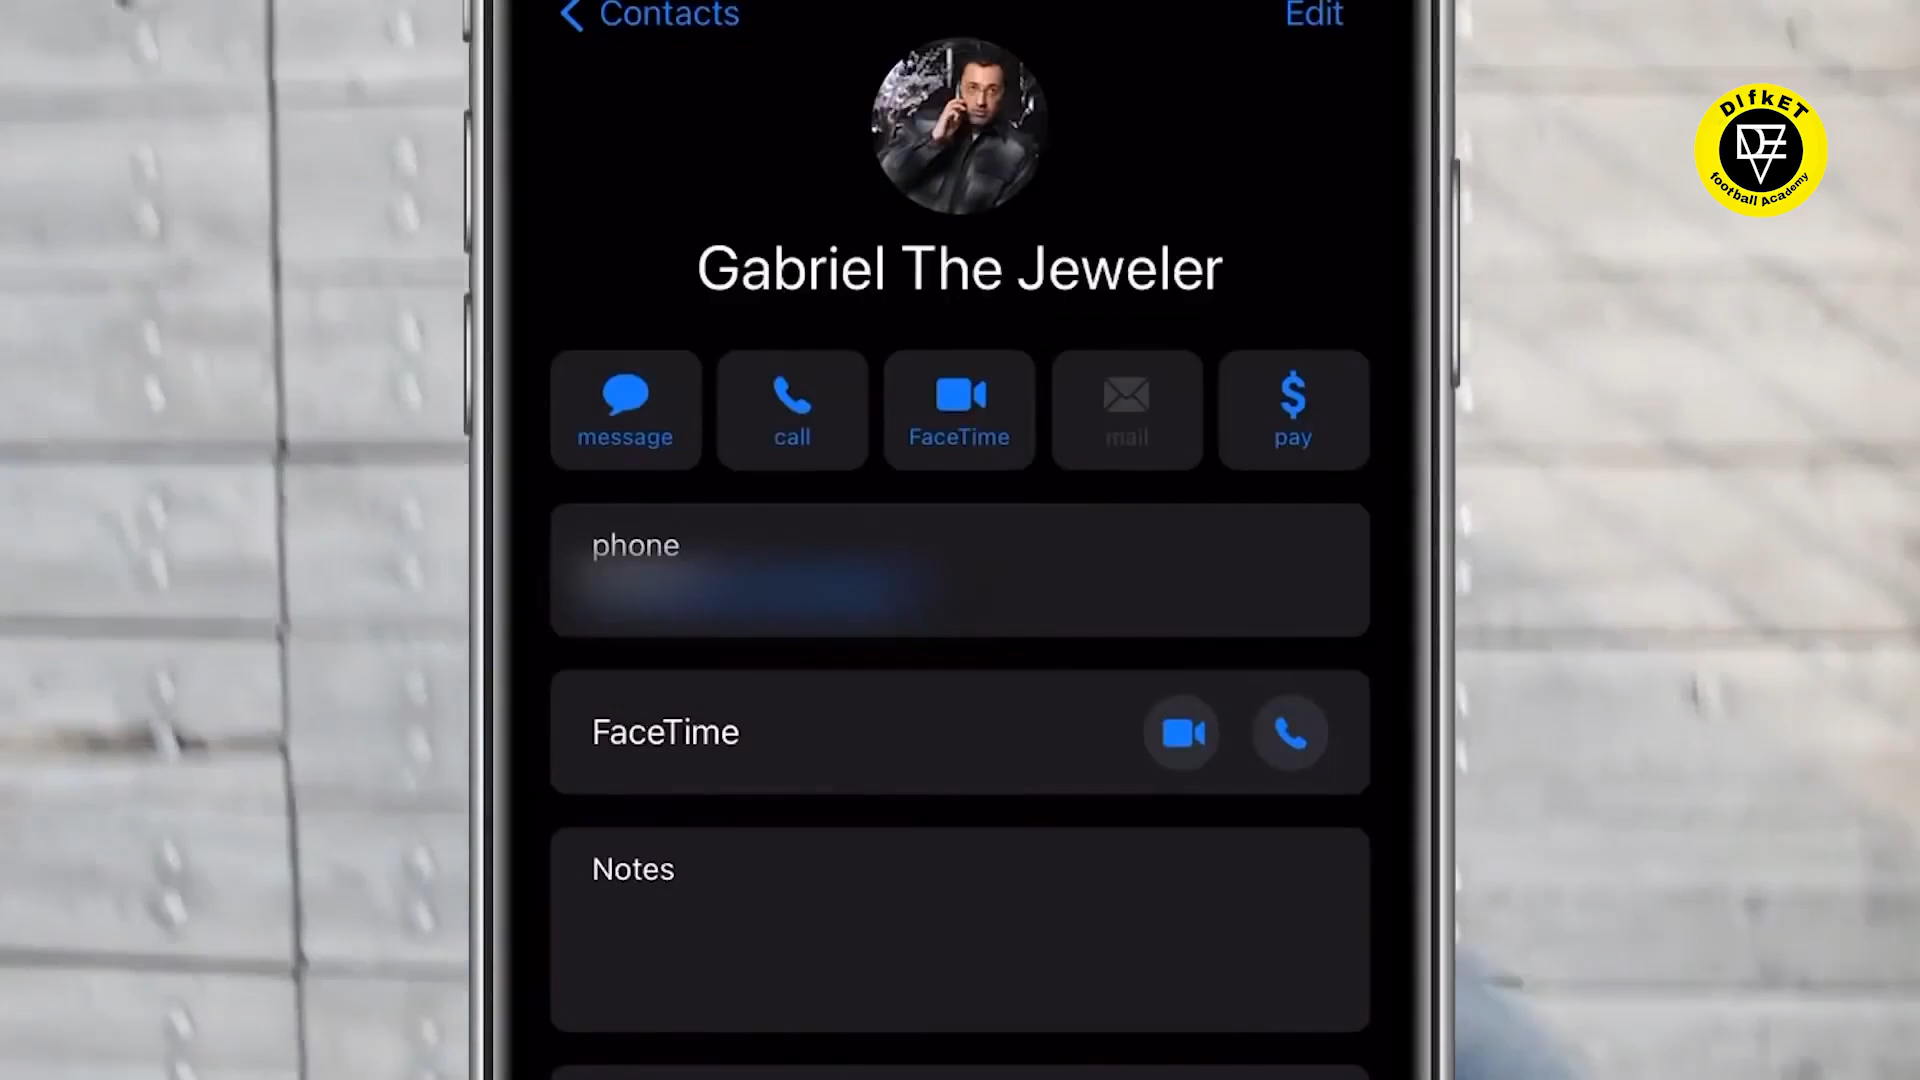 Contacts
Edit
DIfkET
football Academy
Gabriel The Jeweler
message
call
FaceTime
mail
pay
phone
FaceTime
Notes